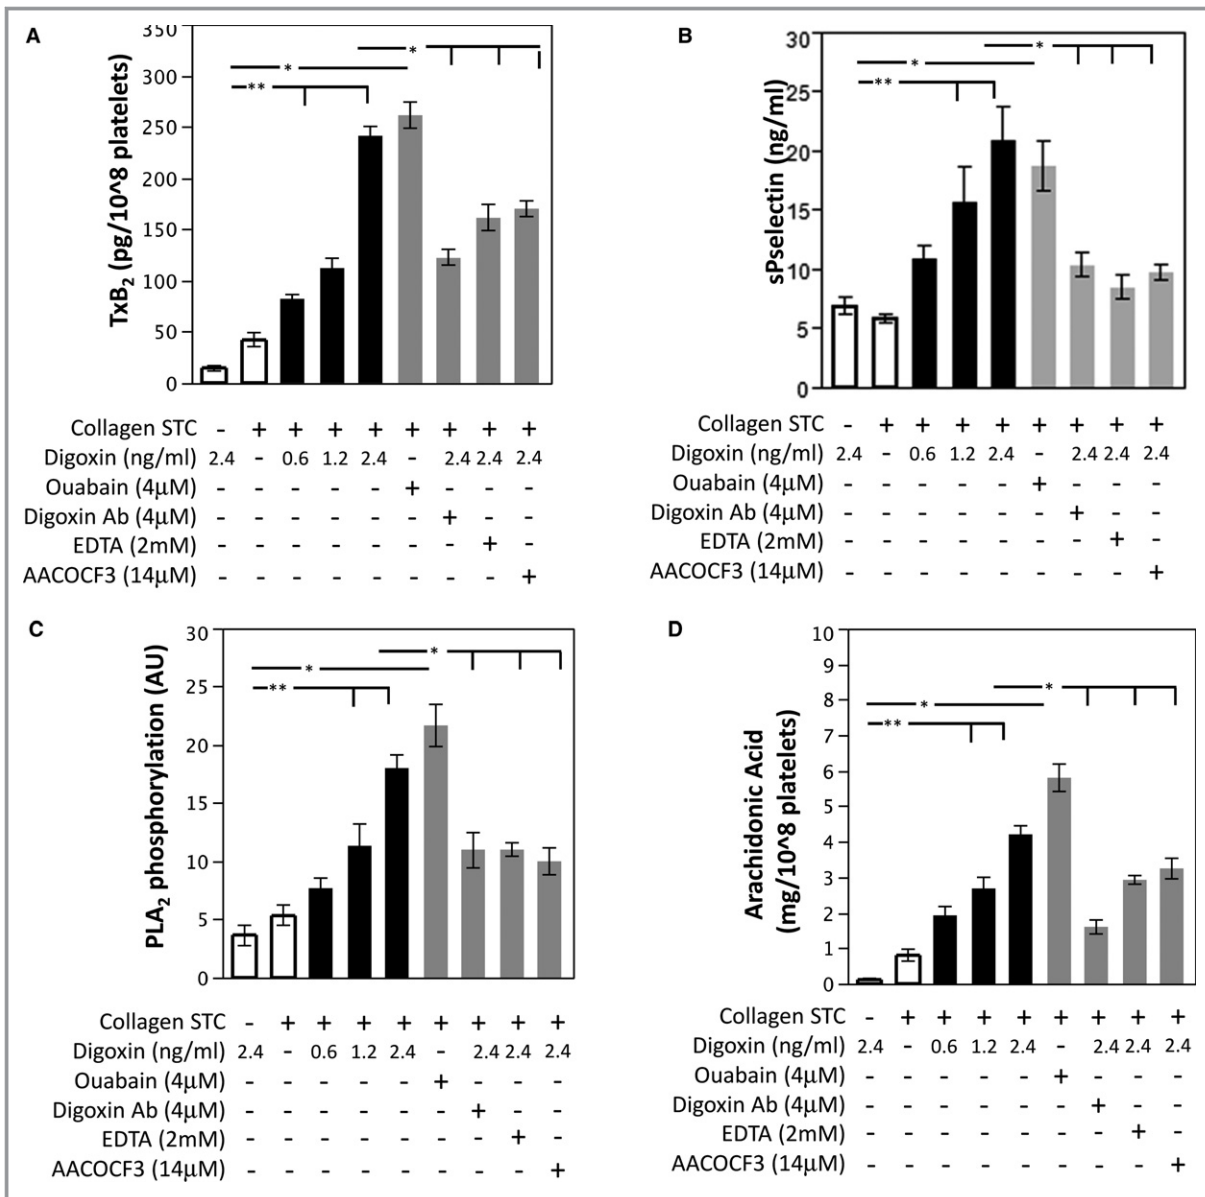 A
TxB2 (pg/10^8 platelets)
350
300
250
200
150
100
50
0
*
*
**
Collagen STC - + + + + + + + +
Digoxin (ng/ml) 2.4 - 0.6 1.2 2.4 - 2.4 2.4 2.4
Ouabain (4μM) - - - - - + - - -
Digoxin Ab (4μM) - - - - - - + - -
EDTA (2mM) - - - - - - - + -
AACOCF3 (14μM) - - - - - - - - +
B
sPselectin (ng/ml)
30
25
20
15
10
5
0
*
*
**
Collagen STC - + + + + + + + +
Digoxin (ng/ml) 2.4 - 0.6 1.2 2.4 - 2.4 2.4 2.4
Ouabain (4μM) - - - - - + - - -
Digoxin Ab (4μM) - - - - - - + - -
EDTA (2mM) - - - - - - - + -
AACOCF3 (14μM) - - - - - - - - +
C
PLA2 phosphorylation (AU)
30
25
20
15
10
5
0
*
*
**
Collagen STC - + + + + + + + +
Digoxin (ng/ml) 2.4 - 0.6 1.2 2.4 - 2.4 2.4 2.4
Ouabain (4μM) - - - - - + - - -
Digoxin Ab (4μM) - - - - - - + - -
EDTA (2mM) - - - - - - - + -
AACOCF3 (14μM) - - - - - - - - +
D
Arachidonic Acid
(mg/10^8 platelets)
10
9
8
7
6
5
4
3
2
1
0
*
*
**
Collagen STC - + + + + + + + +
Digoxin (ng/ml) 2.4 - 0.6 1.2 2.4 - 2.4 2.4 2.4
Ouabain (4μM) - - - - - + - - -
Digoxin Ab (4μM) - - - - - - + - -
EDTA (2mM) - - - - - - - + -
AACOCF3 (14μM) - - - - - - - - +